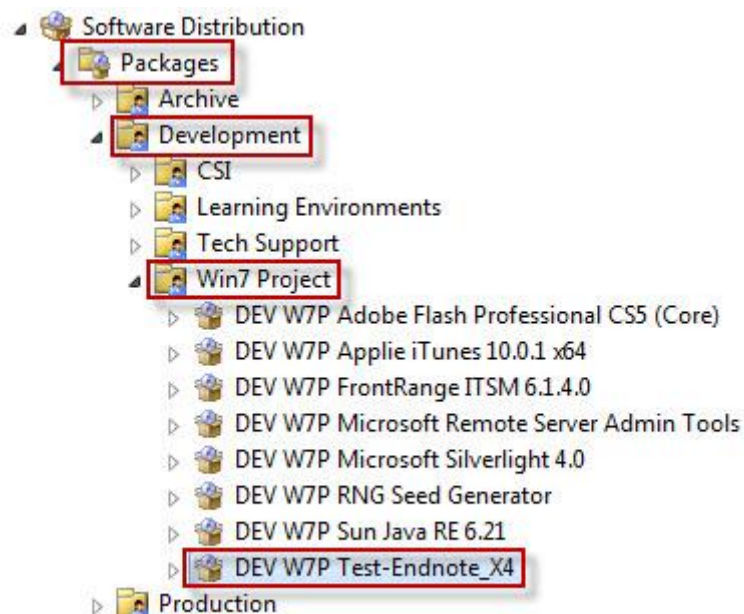 Software Distribution
Packages
Archive
Development
CSI
Learning Environments
Tech Support
Win7 Project
DEV W7P Adobe Flash Professional CS5 (Core)
DEV W7P Applie iTunes 10.0.1 x64
DEV W7P FrontRange ITSM 6.1.4.0
DEV W7P Microsoft Remote Server Admin Tools
DEV W7P Microsoft Silverlight 4.0
DEV W7P RNG Seed Generator
DEV W7P Sun Java RE 6.21
DEV W7P Test-Endnote_X4
Production